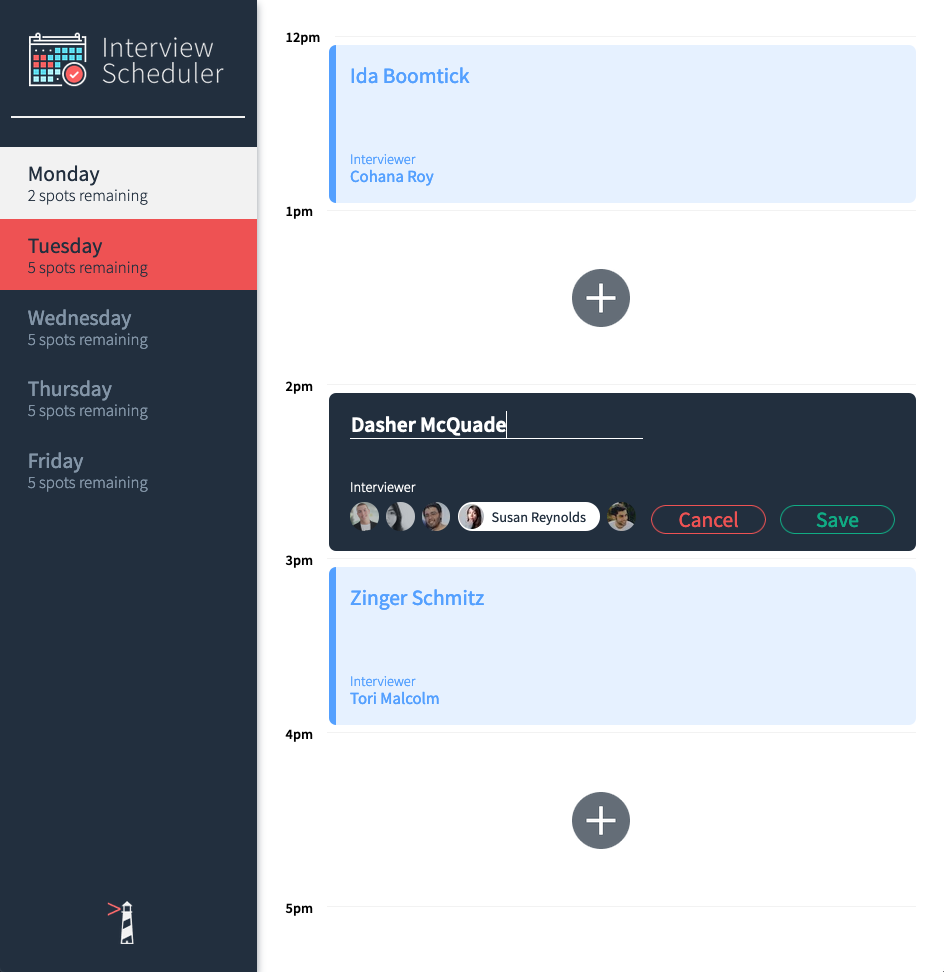 Interview
Scheduler
Monday
2 spots remaining
Tuesday
5 spots remaining
Wednesday
5 spots remaining
Thursday
5 spots remaining
Friday
5 spots remaining
12pm
Ida Boomtick
Interviewer
Cohana Roy
1pm
2pm
Dasher McQuade
Interviewer
Susan Reynolds
Cancel
Save
3pm
Zinger Schmitz
Interviewer
Tori Malcolm
4pm
5pm